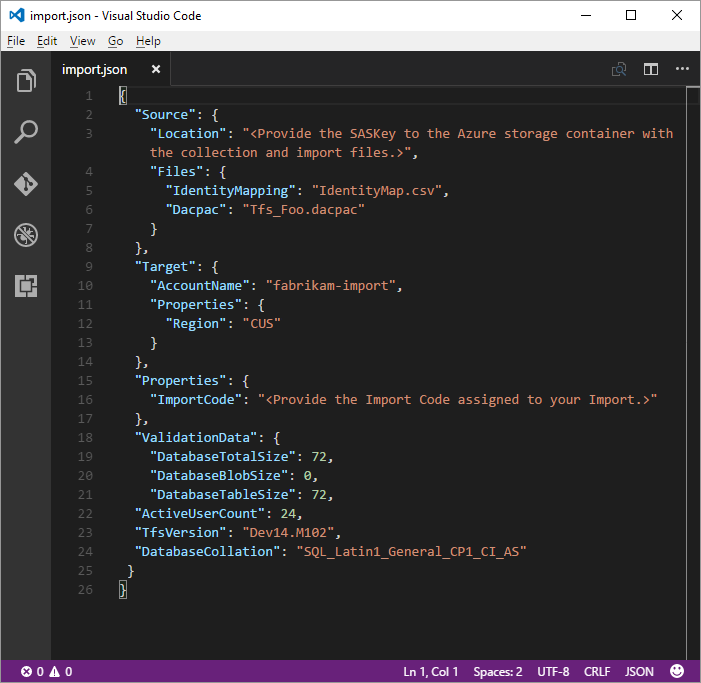 import.json - Visual Studio Code
File Edit View Go Help
import.json
1 {
2 "Source": {
3 "Location": "<Provide the SASKey to the Azure storage container with
the collection and import files.>",
4 "Files": {
5 "IdentityMapping": "IdentityMap.csv",
6 "Dacpac": "Tfs_Foo.dacpac"
7 }
8 },
9 "Target": {
10 "AccountName": "fabrikam-import",
11 "Properties": {
12 "Region": "CUS"
13 }
14 },
15 "Properties": {
16 "ImportCode": "<Provide the Import Code assigned to your Import.>"
17 },
18 "ValidationData": {
19 "DatabaseTotalSize": 72,
20 "DatabaseBlobSize": 0,
21 "DatabaseTableSize": 72,
22 "ActiveUserCount": 24,
23 "TfsVersion": "Dev14.M102",
24 "DatabaseCollation": "SQL_Latin1_General_CP1_CI_AS"
25 }
26 }
0 0 Ln 1, Col 1 Spaces: 2 UTF-8 CRLF JSON